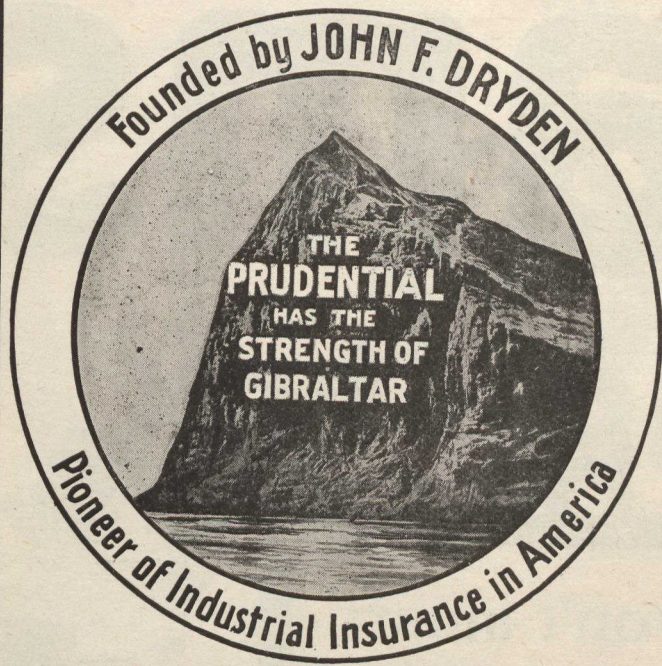 Founded by JOHN F. DRYDEN
THE
PRUDENTIAL
HAS THE
STRENGTH OF
GIBRALTAR
Pioneer of Industrial Insurance in America